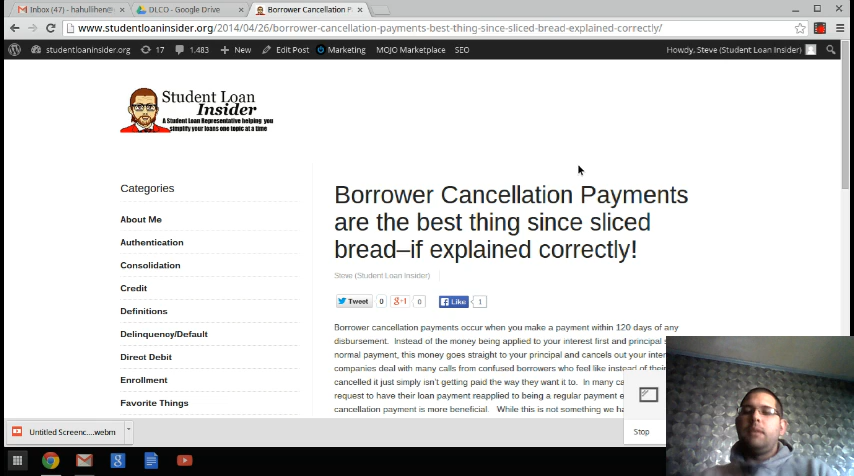 Inbox (47) - hahullihen@
DLCD - Google Drive
Borrower Cancellation P
www.studentloaninsider.org/2014/04/26/borrower-cancellation-payments-best-thing-since-sliced-bread-explained-correctly/
studentloaninsider.org 17 1,483 New Edit Post Marketing MOJO Marketplace SEO Howdy, Steve (Student Loan Insider)
Student Loan
Insider
A Student Loan Representative helping you
simplify your loans one topic at a time
Categories
About Me
Authentication
Consolidation
Credit
Definitions
Delinquency/Default
Direct Debit
Enrollment
Favorite Things
Borrower Cancellation Payments
are the best thing since sliced
bread–if explained correctly!
Steve (Student Loan Insider)
Tweet 0 g+1 0 Like 1
Borrower cancellation payments occur when you make a payment within 120 days of any
disbursement. Instead of the money being applied to your interest first and principal
normal payment, this money goes straight to your principal and cancels out your
companies deal with many calls from confused borrowers who feel like instead of their
cancelled it just simply isn't getting paid the way they want it to. In many
request to have their loan payment reapplied to being a regular payment
cancellation payment is more beneficial. While this is not something we
Stop
Untitled Screenc....webm